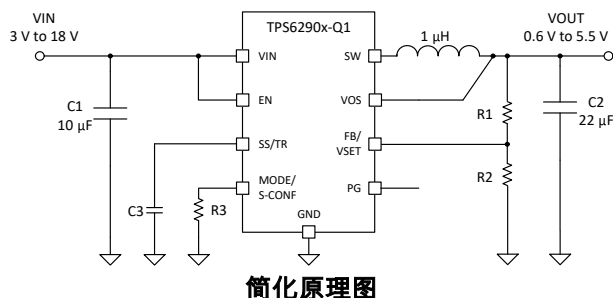 VIN
3 V to 18 V
TPS6290x-Q1
VOUT
0.6 V to 5.5 V
1 µH
VIN
SW
C1
10 µF
EN
VOS
R1
C2
22 µF
SS/TR
FB/
VSET
MODE/
S-CONF
PG
R2
C3
R3
GND
简化原理图